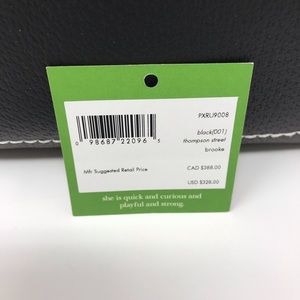 PXRU9008
0 98687 22096 5
black(001)
thompson street
brooke
Mfr Suggested Retail Price
CAD $388.00
USD $328.00
she is quick and curious and
playful and strong.